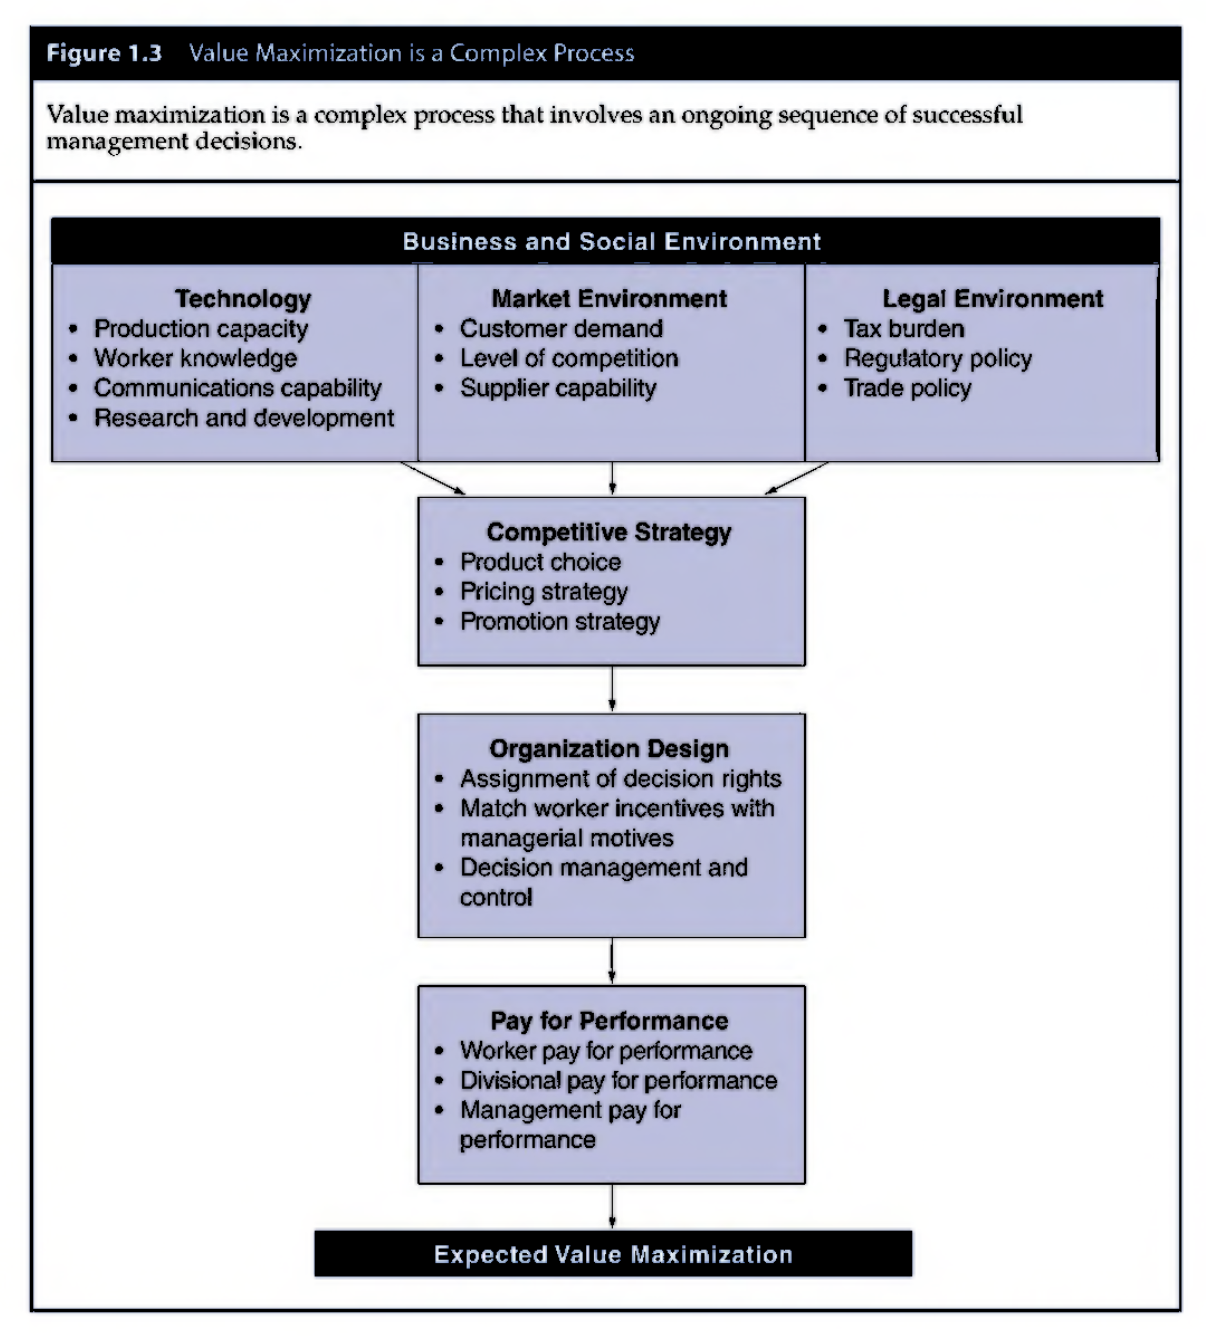 Figure 1.3 Value Maximization is a Complex Process
Value maximization is a complex process that involves an ongoing sequence of successful
management decisions.
Business and Social Environment
Technology
• Production capacity
• Worker knowledge
• Communications capability
• Research and development
Market Environment
• Customer demand
• Level of competition
• Supplier capability
Legal Environment
• Tax burden
• Regulatory policy
• Trade policy
Competitive Strategy
• Product choice
• Pricing strategy
• Promotion strategy
Organization Design
• Assignment of decision rights
• Match worker incentives with
managerial motives
• Decision management and
control
Pay for Performance
• Worker pay for performance
• Divisional pay for performance
• Management pay for
performance
Expected Value Maximization